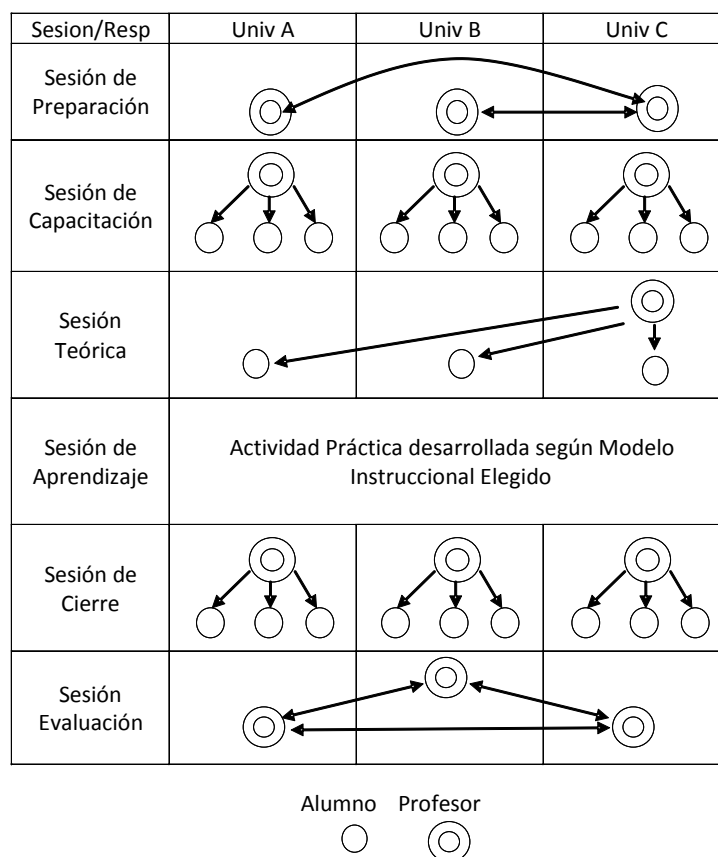 Sesion/Resp Univ A Univ B Univ C
Sesión de
Preparación
Sesión de
Capacitación
Sesión
Teórica
Sesión de
Aprendizaje
Actividad Práctica desarrollada según Modelo
Instruccional Elegido
Sesión de
Cierre
Sesión
Evaluación
Alumno Profesor